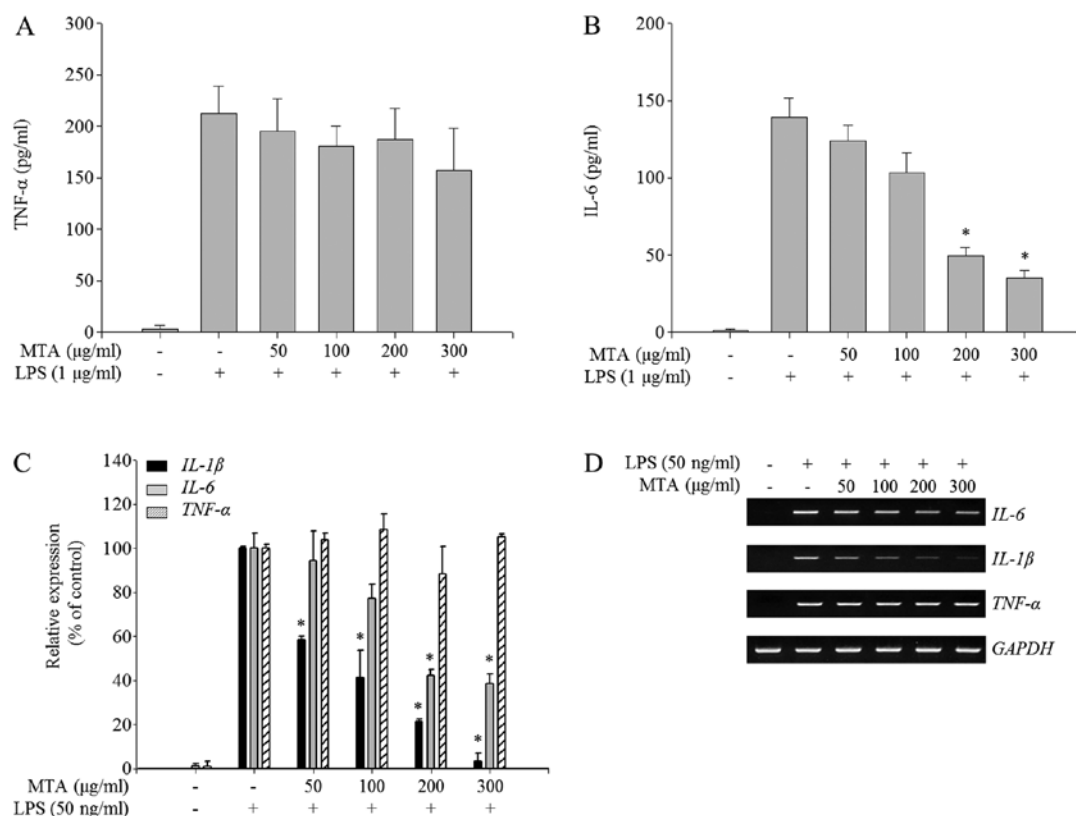 A
300
250
200
150
100
50
0
TNF-α (pg/ml)
MTA (µg/ml) - - 50 100 200 300
LPS (1 µg/ml) - + + + + +
B
200
150
100
50
0
IL-6 (pg/ml)
* *
MTA (µg/ml) - - 50 100 200 300
LPS (1 µg/ml) - + + + + +
C
IL-1β
IL-6
TNF-α
140
120
100
80
60
40
20
0
Relative expression
(% of control)
* * * * * *
MTA (µg/ml) - - 50 100 200 300
LPS (50 ng/ml) - + + + + +
D
LPS (50 ng/ml) - + + + + +
MTA (µg/ml) - - 50 100 200 300
IL-6
IL-1β
TNF-α
GAPDH